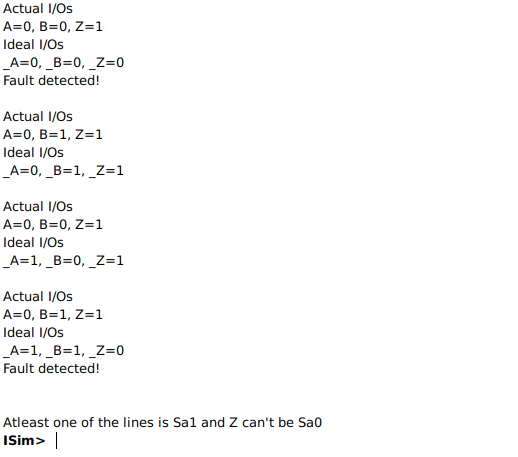 Actual I/Os
A=0, B=0, Z=1
Ideal I/Os
_A=0, _B=0, _Z=0
Fault detected!
Actual I/Os
A=0, B=1, Z=1
Ideal I/Os
_A=0, _B=1, _Z=1
Actual I/Os
A=0, B=0, Z=1
Ideal I/Os
_A=1, _B=0, _Z=1
Actual I/Os
A=0, B=1, Z=1
Ideal I/Os
_A=1, _B=1, _Z=0
Fault detected!
Atleast one of the lines is Sa1 and Z can't be Sa0
ISim>